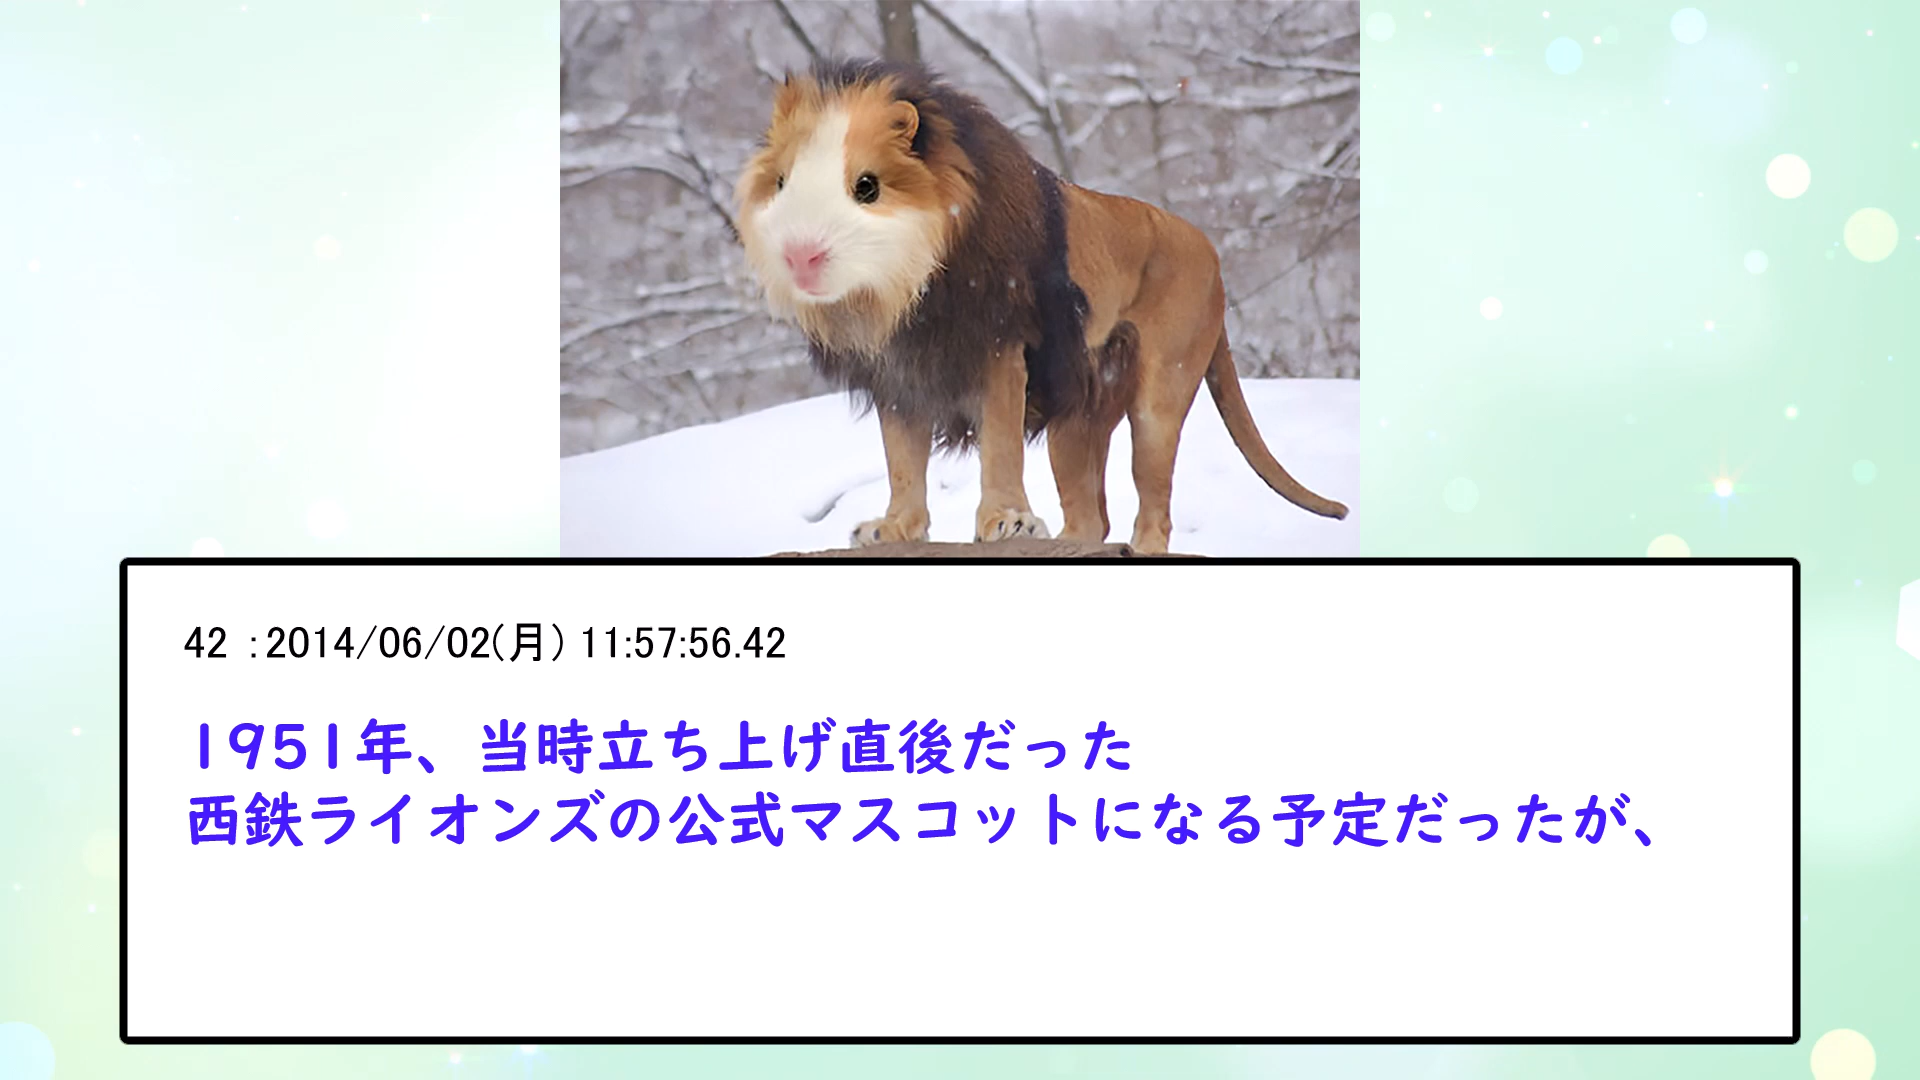 42 :2014/06/02(月) 11:57:56.42
1951年、当時立ち上げ直後だった
西鉄ライオンズの公式マスコットになる予定だったが、